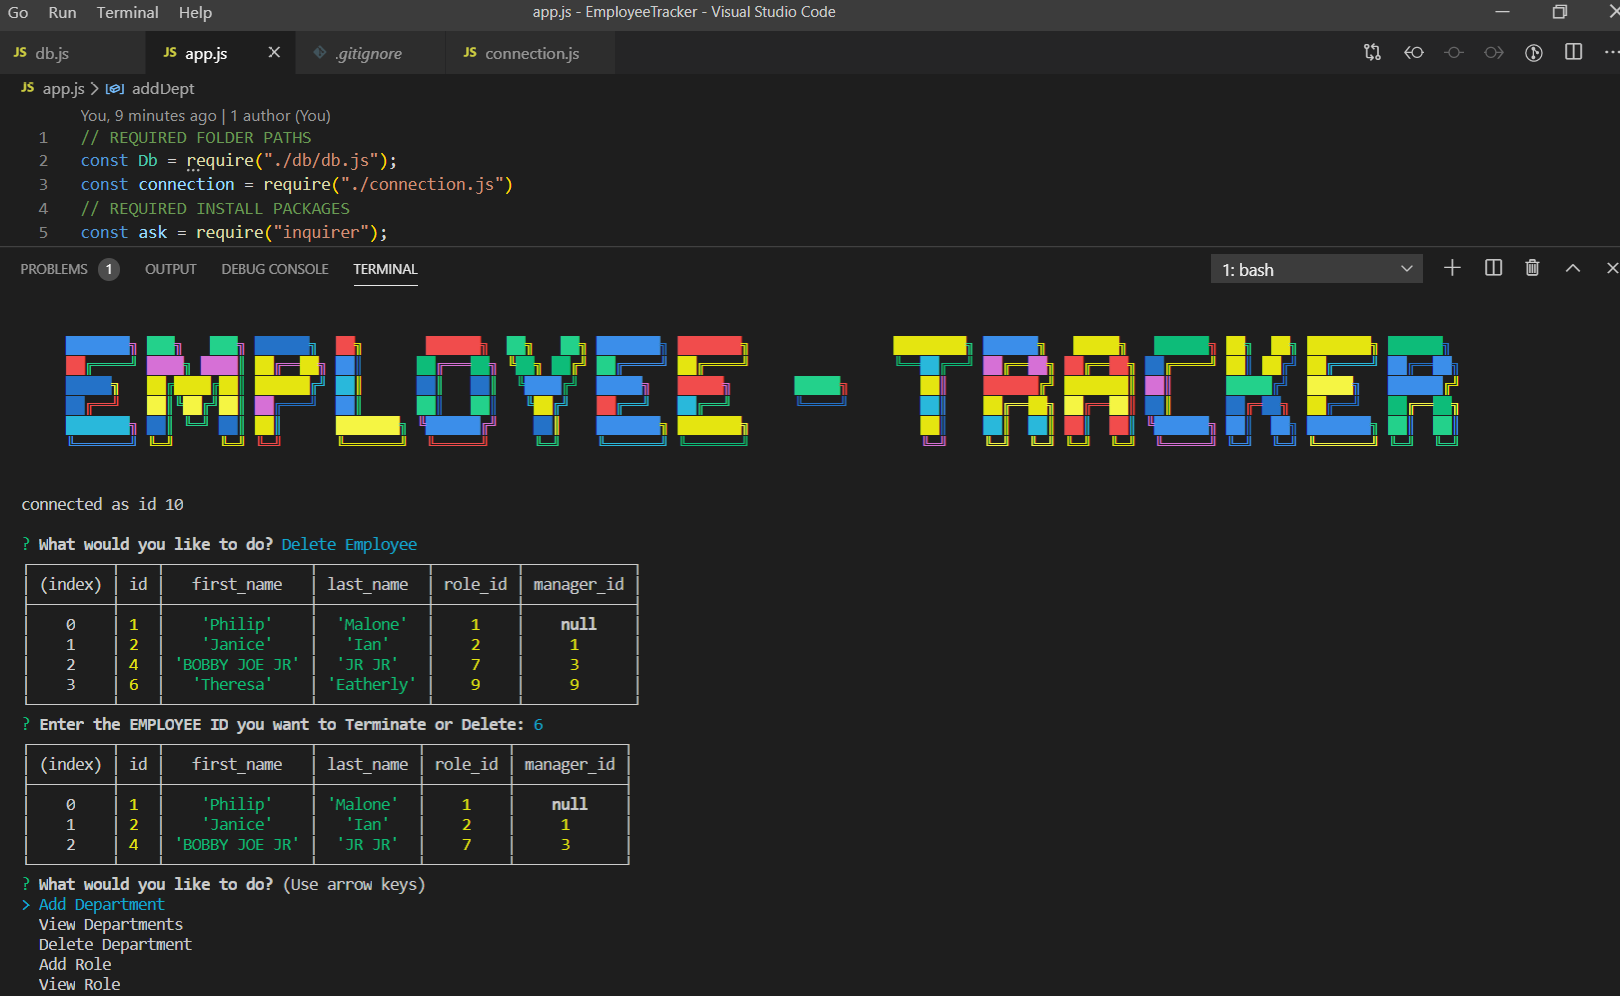 Go Run Terminal Help app.js - EmployeeTracker - Visual Studio Code
JS db.js JS app.js .gitignore JS connection.js
JS app.js > addDept
You, 9 minutes ago | 1 author (You)
1 // REQUIRED FOLDER PATHS
2 const Db = require("./db/db.js");
3 const connection = require("./connection.js")
4 // REQUIRED INSTALL PACKAGES
5 const ask = require("inquirer");
PROBLEMS 1 OUTPUT DEBUG CONSOLE TERMINAL 1: bash
EMPLOYEE - TRACKER
connected as id 10
? What would you like to do? Delete Employee
(index) | id | first_name | last_name | role_id | manager_id
0 | 1 | 'Philip' | 'Malone' | 1 | null
1 | 2 | 'Janice' | 'Ian' | 2 | 1
2 | 4 | 'BOBBY JOE JR' | 'JR JR' | 7 | 3
3 | 6 | 'Theresa' | 'Eatherly' | 9 | 9
? Enter the EMPLOYEE ID you want to Terminate or Delete: 6
(index) | id | first_name | last_name | role_id | manager_id
0 | 1 | 'Philip' | 'Malone' | 1 | null
1 | 2 | 'Janice' | 'Ian' | 2 | 1
2 | 4 | 'BOBBY JOE JR' | 'JR JR' | 7 | 3
? What would you like to do? (Use arrow keys)
> Add Department
View Departments
Delete Department
Add Role
View Role